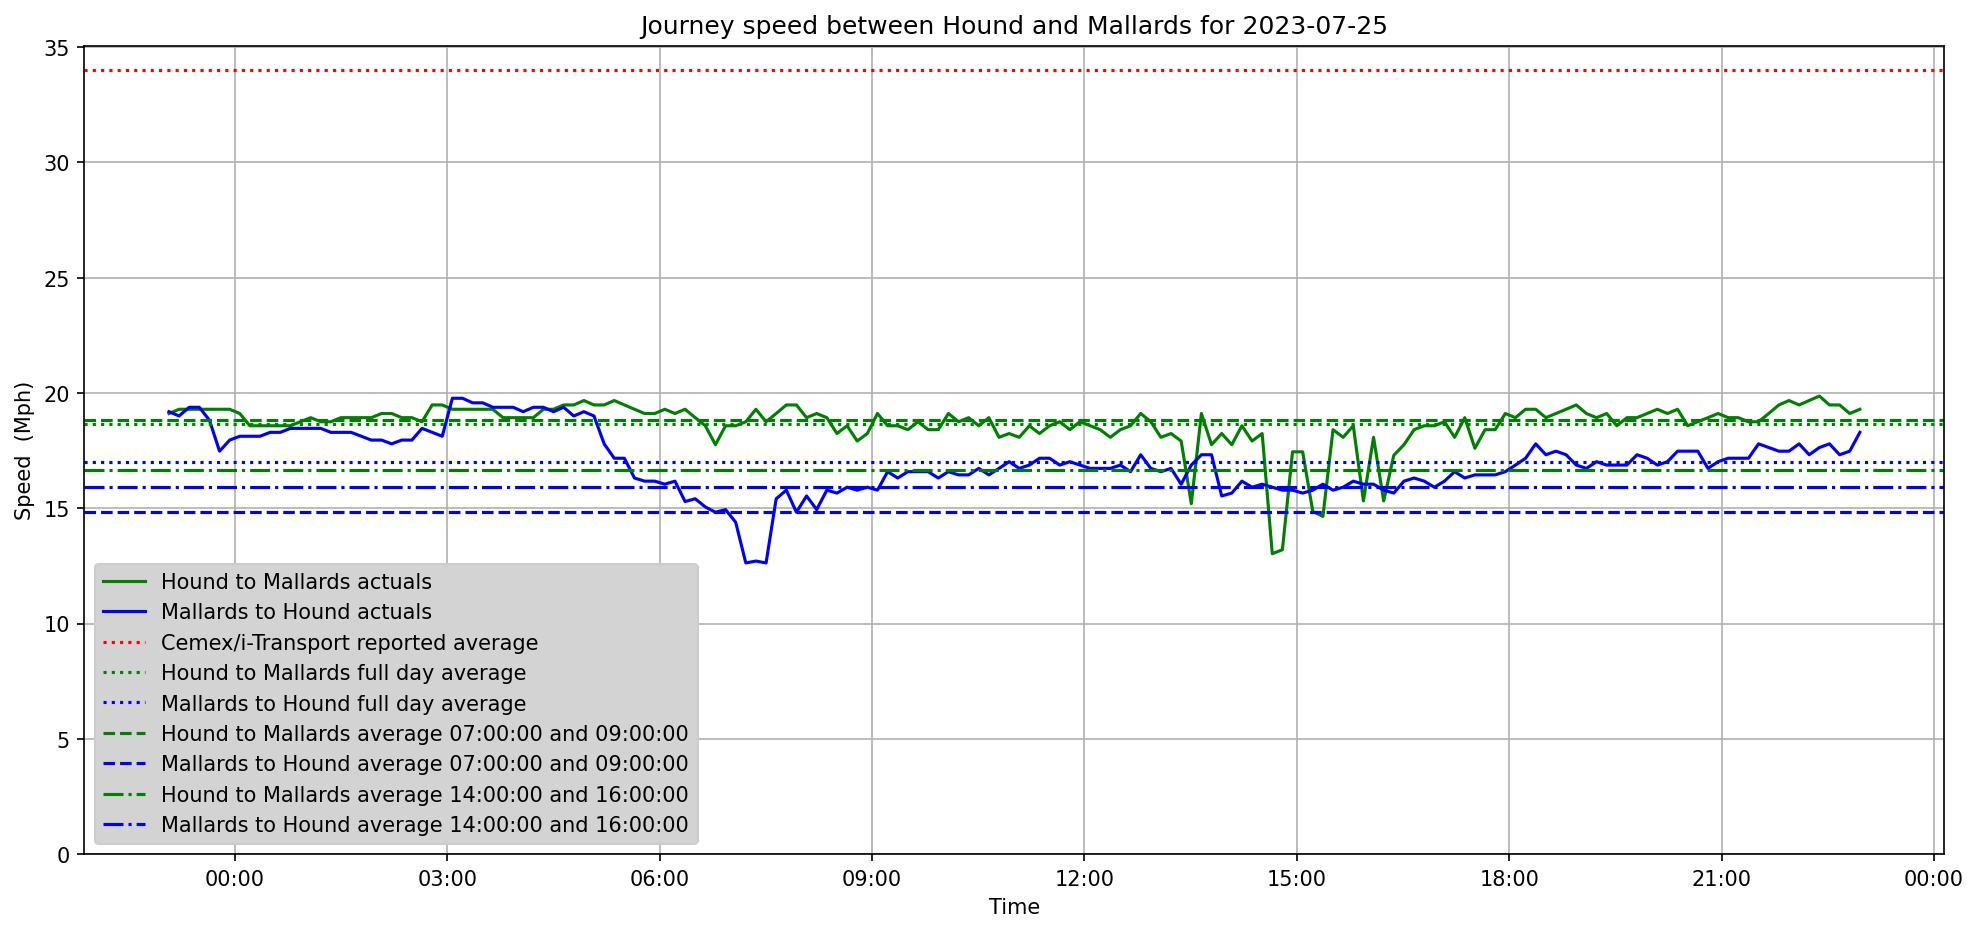 Journey speed between Hound and Mallards for 2023-07-25
35
30
25
20
15
10
5
0
Speed (Mph)
Hound to Mallards actuals
Mallards to Hound actuals
Cemex/i-Transport reported average
Hound to Mallards full day average
Mallards to Hound full day average
Hound to Mallards average 07:00:00 and 09:00:00
Mallards to Hound average 07:00:00 and 09:00:00
Hound to Mallards average 14:00:00 and 16:00:00
Mallards to Hound average 14:00:00 and 16:00:00
00:00 03:00 06:00 09:00 12:00 15:00 18:00 21:00 00:00
Time